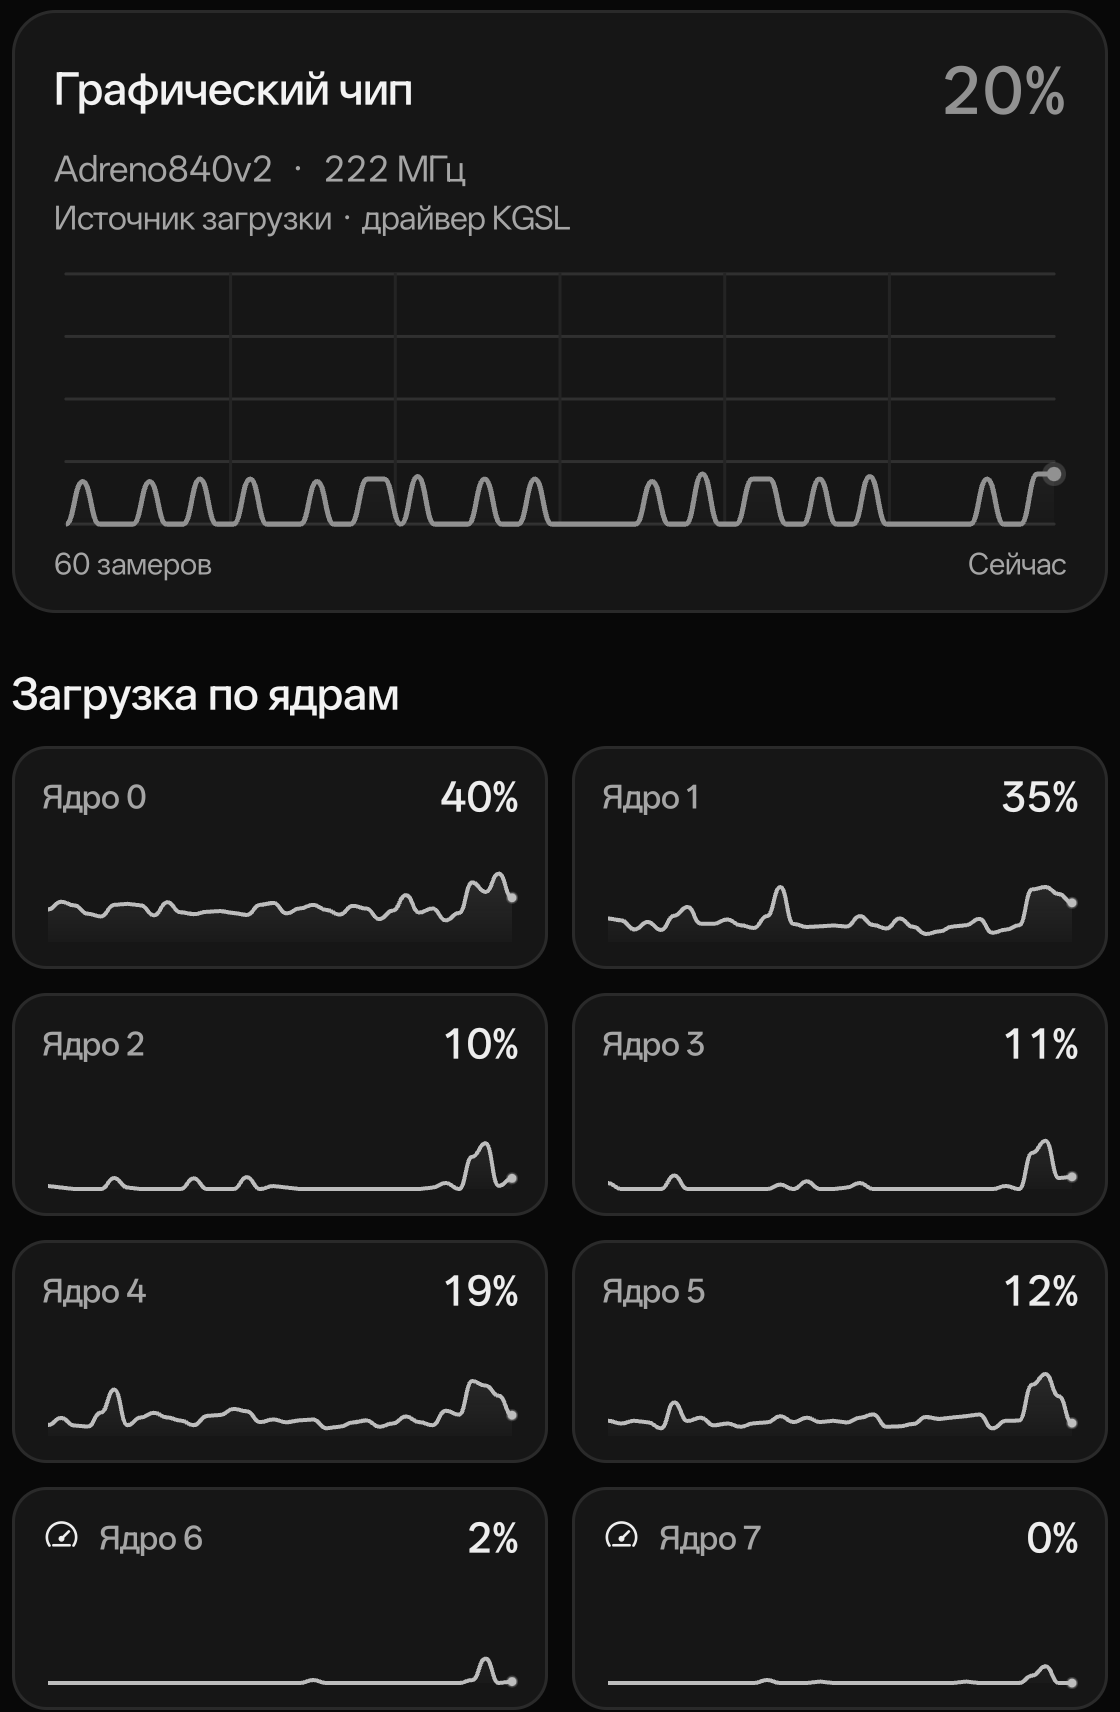 Графический чип 20%
Adreno840v2 · 222 МГц
Источник загрузки · драйвер KGSL
60 замеров Сейчас
Загрузка по ядрам
Ядро 0 40%
Ядро 1 35%
Ядро 2 10%
Ядро 3 11%
Ядро 4 19%
Ядро 5 12%
Ядро 6 2%
Ядро 7 0%